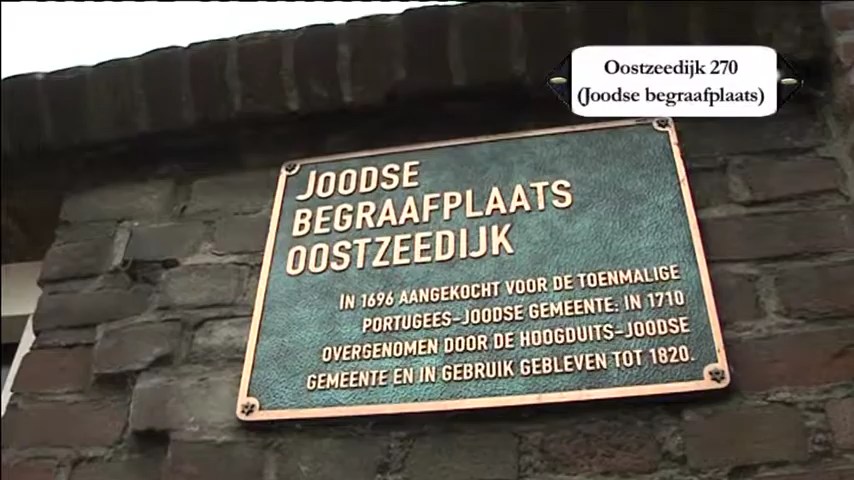 Oostzeedijk 270
(Joodse begraafplaats)
JOODSE
BEGRAAFPLAATS
OOSTZEEDIJK
IN 1696 AANGEKOCHT VOOR DE TOENMALIGE
PORTUGEES-JOODSE GEMEENTE. IN 1710
OVERGENOMEN DOOR DE HOOGDUITS-JOODSE
GEMEENTE EN IN GEBRUIK GEBLEVEN TOT 1820.